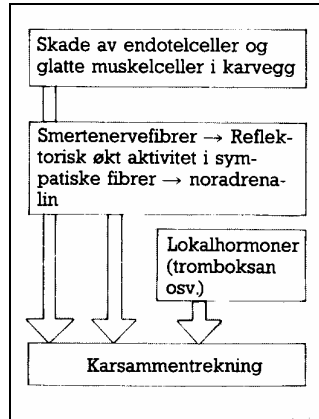 Skade av endotelceller og
glatte muskelceller i karvegg
Smertenervefibrer → Reflek-
torisk økt aktivitet i sym-
patiske fibrer → noradrena-
lin
Lokalhormoner
(tromboksan
osv.)
Karsammentrekning